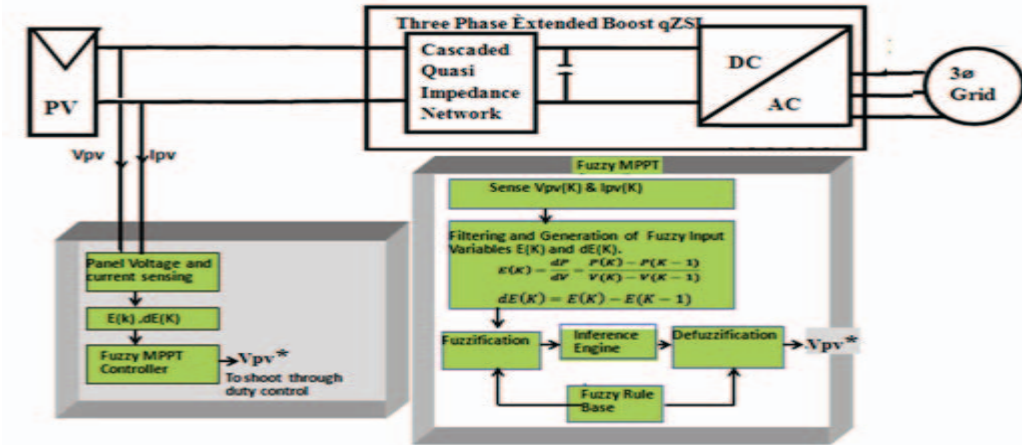 Three Phase Èxtended Boost qZSI
PV
Cascaded
Quasi
Impedance
Network
DC
AC
3ø
Grid
Vpv
Ipv
Panel Voltage and
current sensing
E(k) ,dE(K)
Fuzzy MPPT
Controller
Vpv*
To shoot through
duty control
Fuzzy MPPT
Sense Vpv(K) & Ipv(K)
Filtering and Generation of Fuzzy Input
Variables E(K) and dE(K).
E(K) = dP/dV = P(K) − P(K − 1)/V(K) − V(K − 1)
dE(K) = E(K) − E(K − 1)
Fuzzification
Inference
Engine
Defuzzification
Vpv*
Fuzzy Rule
Base